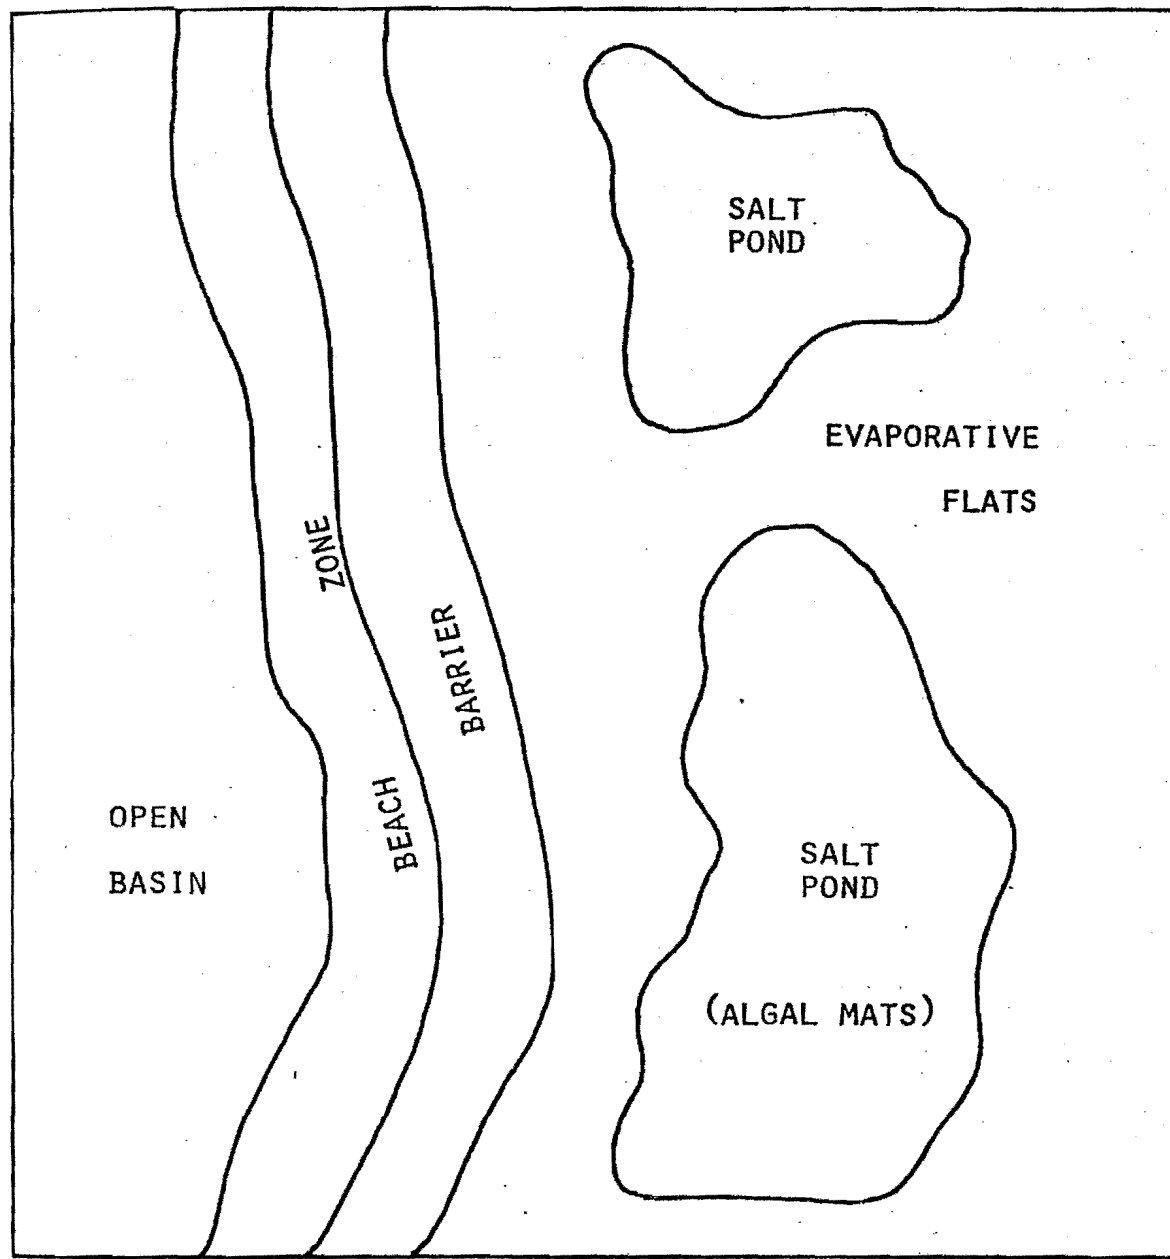 SALT
POND
EVAPORATIVE
FLATS
BEACH ZONE
BARRIER
OPEN
BASIN
SALT
POND
(ALGAL MATS)